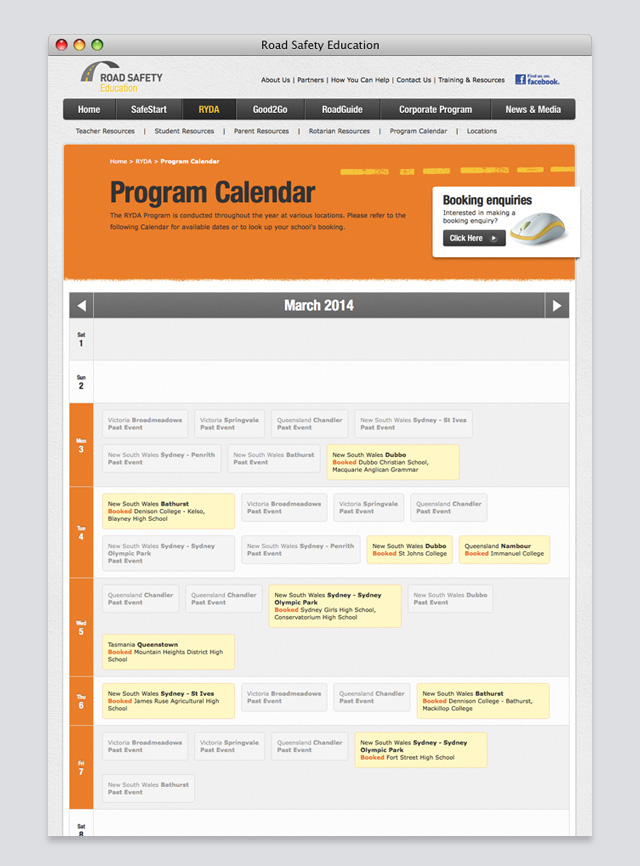 Road Safety Education
ROAD SAFETY
Education
About Us | Partners | How You Can Help | Contact Us | Training & Resources
Find us on:
facebook.
Home SafeStart RYDA Good2Go RoadGuide Corporate Program News & Media
Teacher Resources | Student Resources | Parent Resources | Rotarian Resources | Program Calendar | Locations
Home > RYDA > Program Calendar
Program Calendar
The RYDA Program is conducted throughout the year at various locations. Please refer to the
following Calendar for available dates or to look up your school's booking.
Booking enquiries
Interested in making a
booking enquiry?
Click Here
March 2014
Sat
1
Sun
2
Mon
3
Victoria Broadmeadows
Past Event
Victoria Springvale
Past Event
Queensland Chandler
Past Event
New South Wales Sydney - St Ives
Past Event
New South Wales Sydney - Penrith
Past Event
New South Wales Bathurst
Past Event
New South Wales Dubbo
Booked Dubbo Christian School,
Macquarie Anglican Grammar
Tue
4
New South Wales Bathurst
Booked Denison College - Kelso,
Blayney High School
Victoria Broadmeadows
Past Event
Victoria Springvale
Past Event
Queensland Chandler
Past Event
New South Wales Sydney - Sydney
Olympic Park
Past Event
New South Wales Sydney - Penrith
Past Event
New South Wales Dubbo
Booked St Johns College
Queensland Nambour
Booked Immanuel College
Wed
5
Queensland Chandler
Past Event
Queensland Chandler
Past Event
New South Wales Sydney - Sydney
Olympic Park
Booked Sydney Girls High School,
Conservatorium High School
New South Wales Dubbo
Past Event
Tasmania Queenstown
Booked Mountain Heights District High
School
Thu
6
New South Wales Sydney - St Ives
Booked James Ruse Agricultural High
School
Victoria Broadmeadows
Past Event
Queensland Chandler
Past Event
New South Wales Bathurst
Booked Dennison College - Bathurst,
Mackillop College
Fri
7
Victoria Broadmeadows
Past Event
Victoria Springvale
Past Event
Queensland Chandler
Past Event
New South Wales Sydney - Sydney
Olympic Park
Booked Fort Street High School
New South Wales Bathurst
Past Event
Sat
8